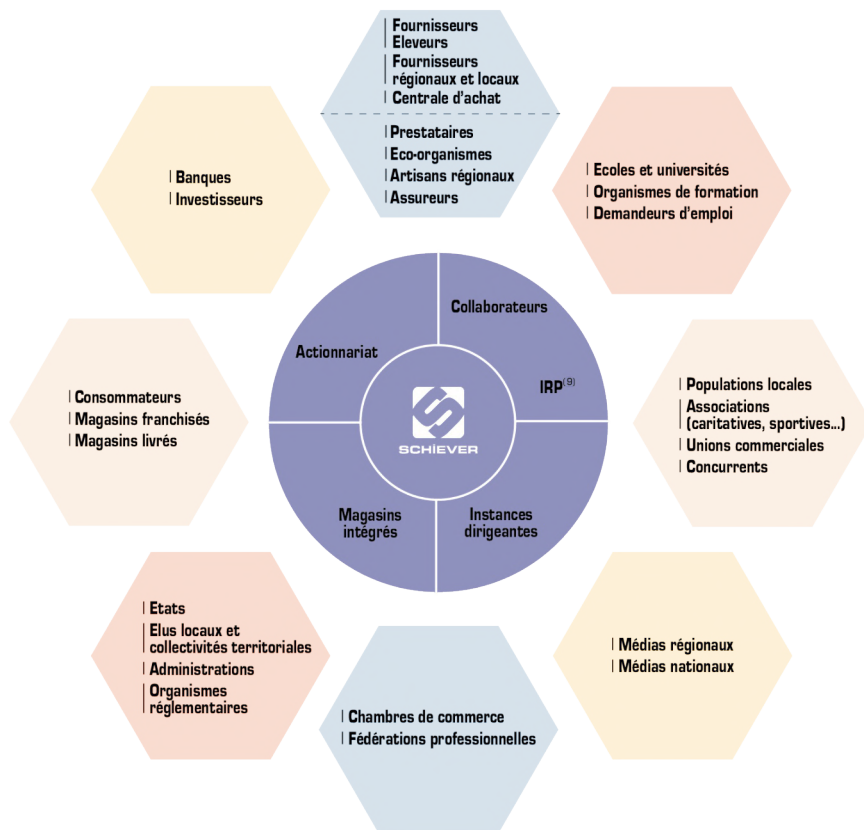 Fournisseurs
Eleveurs
Fournisseurs
régionaux et locaux
Centrale d'achat
Prestataires
Eco-organismes
Artisans régionaux
Assureurs
Banques
Investisseurs
Ecoles et universités
Organismes de formation
Demandeurs d'emploi
Collaborateurs
Actionnariat
IRP(9)
SCHiEVER
Magasins
intégrés
Instances
dirigeantes
Consommateurs
Magasins franchisés
Magasins livrés
Populations locales
Associations
(caritatives, sportives...)
Unions commerciales
Concurrents
Etats
Elus locaux et
collectivités territoriales
Administrations
Organismes
réglementaires
Médias régionaux
Médias nationaux
Chambres de commerce
Fédérations professionnelles